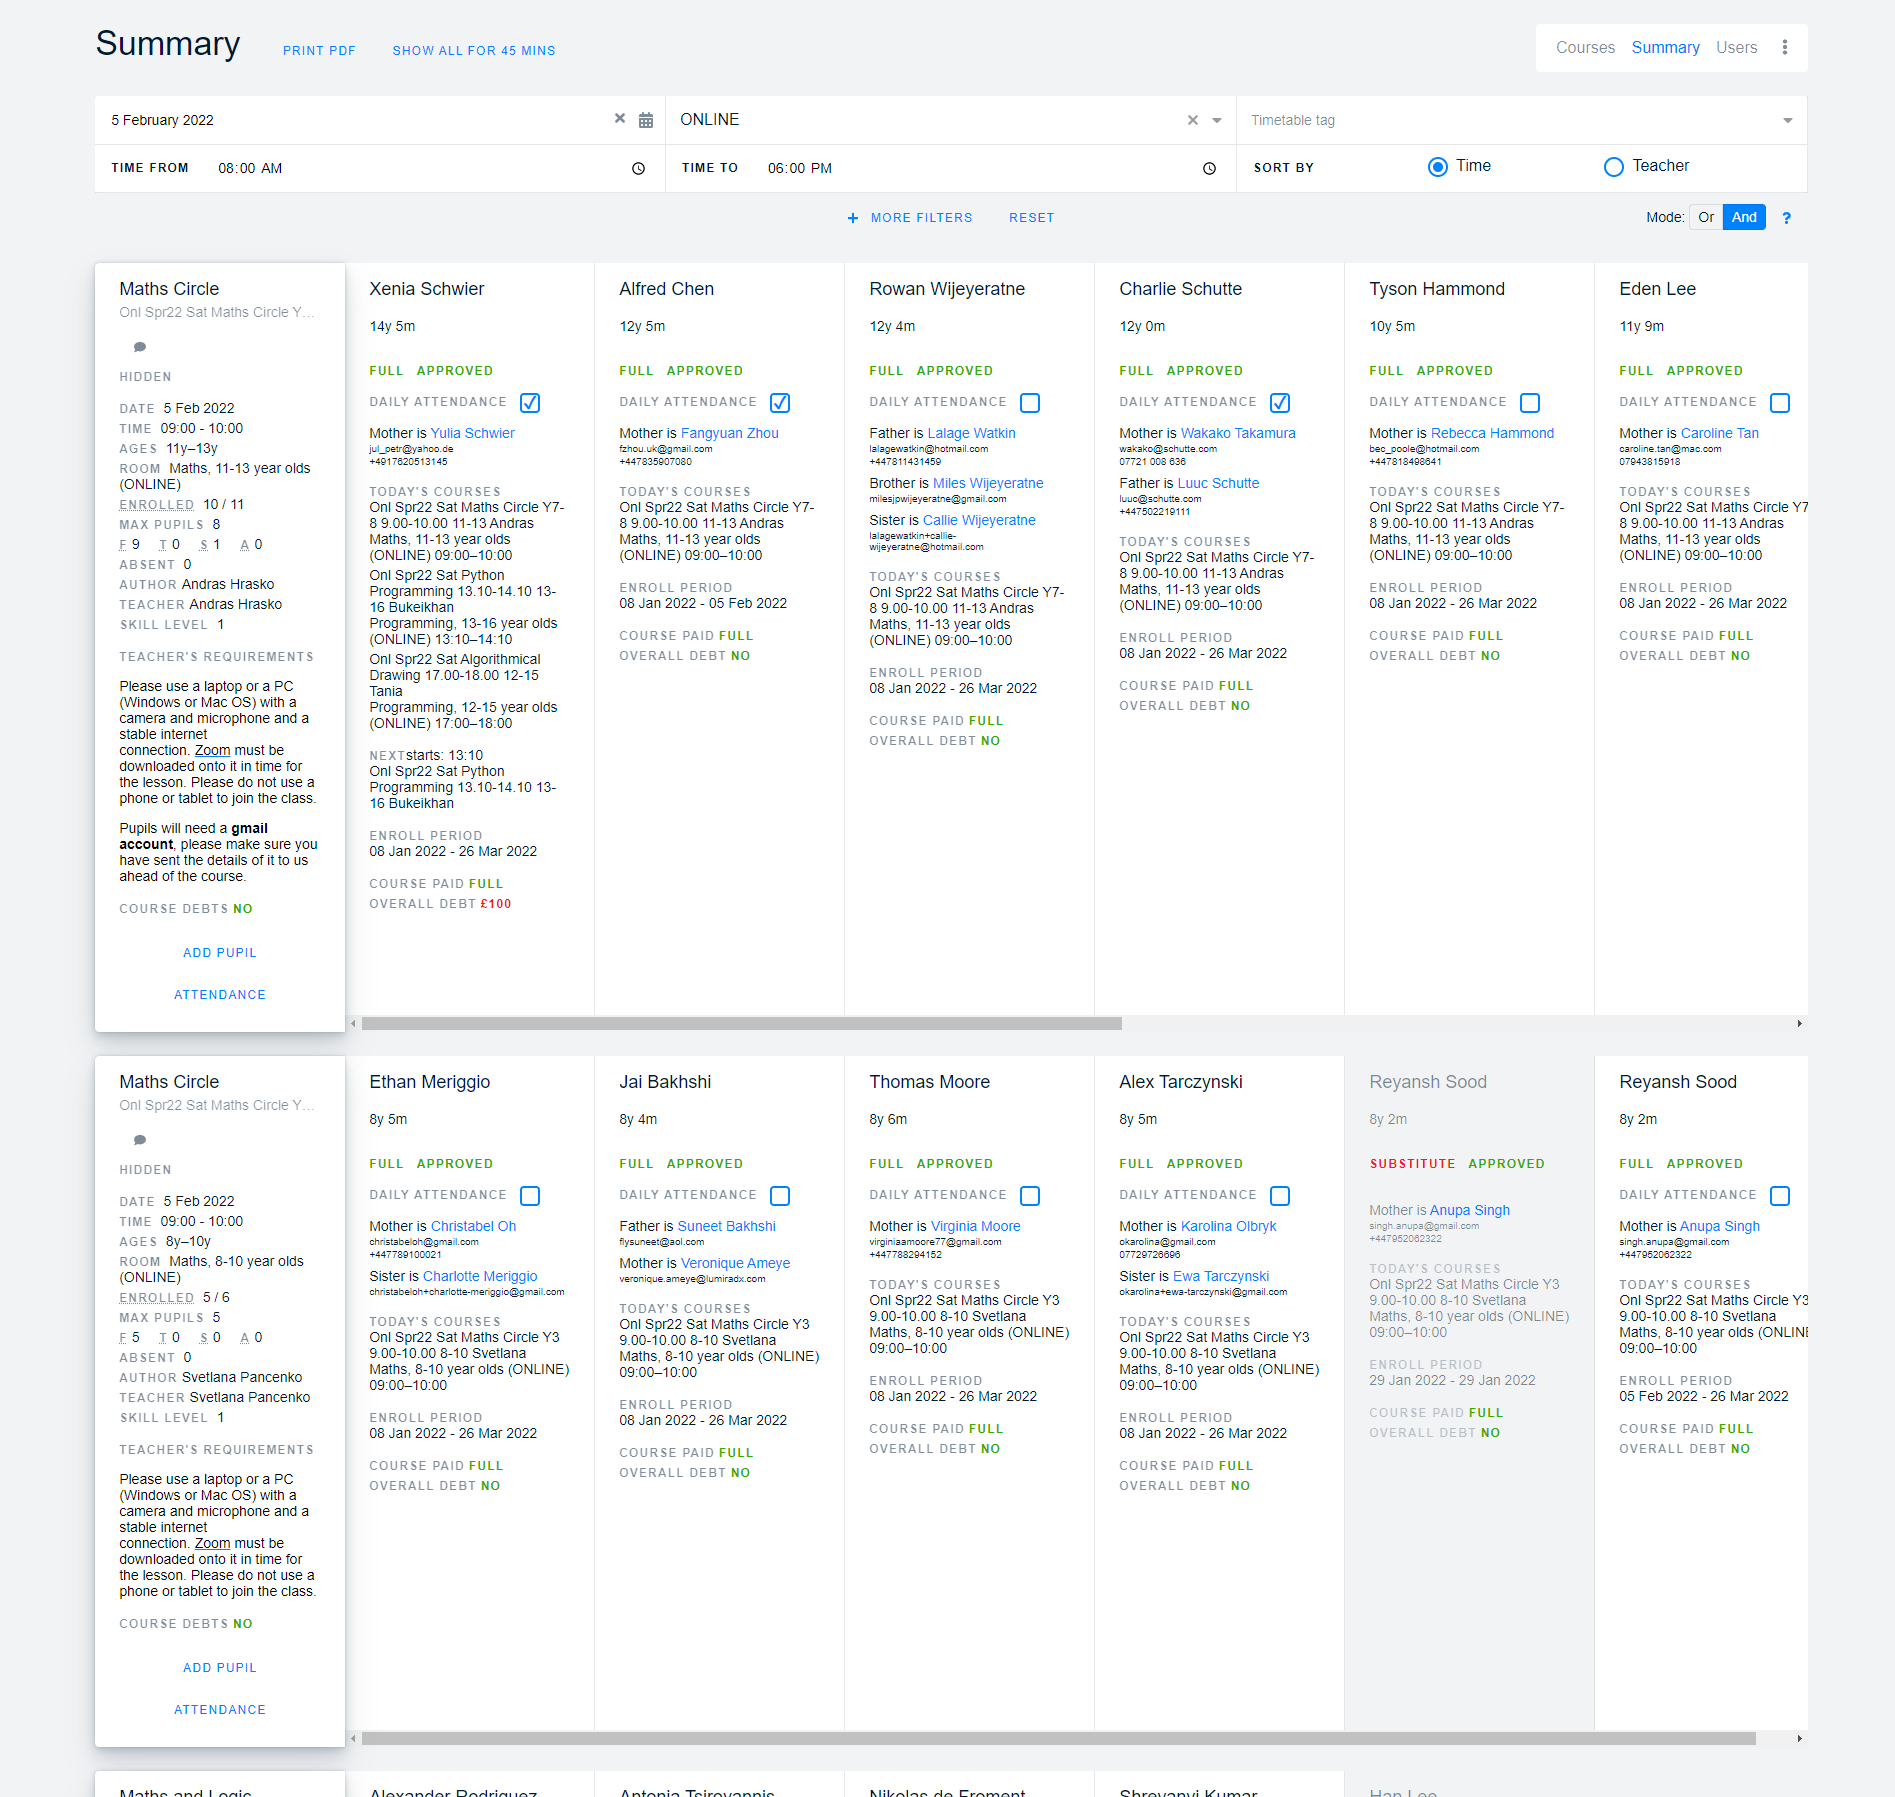 Summary
PRINT PDF
SHOW ALL FOR 45 MINS
Courses
Summary
Users
5 February 2022
ONLINE
Timetable tag
TIME FROM 08:00 AM
TIME TO 06:00 PM
SORT BY
Time
Teacher
+ MORE FILTERS
RESET
Mode: Or And ?
Maths Circle
Onl Spr22 Sat Maths Circle Y...
HIDDEN
DATE 5 Feb 2022
TIME 09:00 - 10:00
AGES 11y–13y
ROOM Maths, 11-13 year olds
(ONLINE)
ENROLLED 10 / 11
MAX PUPILS 8
F 9 T 0 S 1 A 0
ABSENT 0
AUTHOR Andras Hrasko
TEACHER Andras Hrasko
SKILL LEVEL 1
TEACHER'S REQUIREMENTS
Please use a laptop or a PC
(Windows or Mac OS) with a
camera and microphone and a
stable internet
connection. Zoom must be
downloaded onto it in time for
the lesson. Please do not use a
phone or tablet to join the class.
Pupils will need a gmail
account, please make sure you
have sent the details of it to us
ahead of the course.
COURSE DEBTS NO
ADD PUPIL
ATTENDANCE
Xenia Schwier
14y 5m
FULL APPROVED
DAILY ATTENDANCE
Mother is Yulia Schwier
jul_petr@yahoo.de
+4917620513145
TODAY'S COURSES
Onl Spr22 Sat Maths Circle Y7-
8 9.00-10.00 11-13 Andras
Maths, 11-13 year olds
(ONLINE) 09:00–10:00
Onl Spr22 Sat Python
Programming 13.10-14.10 13-
16 Bukeikhan
Programming, 13-16 year olds
(ONLINE) 13:10–14:10
Onl Spr22 Sat Algorithmical
Drawing 17.00-18.00 12-15
Tania
Programming, 12-15 year olds
(ONLINE) 17:00–18:00
NEXTstarts: 13:10
Onl Spr22 Sat Python
Programming 13.10-14.10 13-
16 Bukeikhan
ENROLL PERIOD
08 Jan 2022 - 26 Mar 2022
COURSE PAID FULL
OVERALL DEBT £100
Alfred Chen
12y 5m
FULL APPROVED
DAILY ATTENDANCE
Mother is Fangyuan Zhou
fzhou.uk@gmail.com
+447835907080
TODAY'S COURSES
Onl Spr22 Sat Maths Circle Y7-
8 9.00-10.00 11-13 Andras
Maths, 11-13 year olds
(ONLINE) 09:00–10:00
ENROLL PERIOD
08 Jan 2022 - 05 Feb 2022
COURSE PAID FULL
OVERALL DEBT NO
Rowan Wijeyeratne
12y 4m
FULL APPROVED
DAILY ATTENDANCE
Father is Lalage Watkin
lalagewatkin@hotmail.com
+447811431459
Brother is Miles Wijeyeratne
milesjpwijeyeratne@gmail.com
Sister is Callie Wijeyeratne
lalagewatkin+callie-
wijeyeratne@hotmail.com
TODAY'S COURSES
Onl Spr22 Sat Maths Circle Y7-
8 9.00-10.00 11-13 Andras
Maths, 11-13 year olds
(ONLINE) 09:00–10:00
ENROLL PERIOD
08 Jan 2022 - 26 Mar 2022
COURSE PAID FULL
OVERALL DEBT NO
Charlie Schutte
12y 0m
FULL APPROVED
DAILY ATTENDANCE
Mother is Wakako Takamura
wakako@schutte.com
07721 008 636
Father is Luuc Schutte
luuc@schutte.com
+447502219111
TODAY'S COURSES
Onl Spr22 Sat Maths Circle Y7-
8 9.00-10.00 11-13 Andras
Maths, 11-13 year olds
(ONLINE) 09:00–10:00
ENROLL PERIOD
08 Jan 2022 - 26 Mar 2022
COURSE PAID FULL
OVERALL DEBT NO
Tyson Hammond
10y 5m
FULL APPROVED
DAILY ATTENDANCE
Mother is Rebecca Hammond
bec_poole@hotmail.com
+447818498641
TODAY'S COURSES
Onl Spr22 Sat Maths Circle Y7-
8 9.00-10.00 11-13 Andras
Maths, 11-13 year olds
(ONLINE) 09:00–10:00
ENROLL PERIOD
08 Jan 2022 - 26 Mar 2022
COURSE PAID FULL
OVERALL DEBT NO
Eden Lee
11y 9m
FULL APPROVED
DAILY ATTENDANCE
Mother is Caroline Tan
caroline.tan@mac.com
07943815918
TODAY'S COURSES
Onl Spr22 Sat Maths Circle Y7
8 9.00-10.00 11-13 Andras
Maths, 11-13 year olds
(ONLINE) 09:00–10:00
ENROLL PERIOD
08 Jan 2022 - 26 Mar 2022
COURSE PAID FULL
OVERALL DEBT NO
Maths Circle
Onl Spr22 Sat Maths Circle Y...
HIDDEN
DATE 5 Feb 2022
TIME 09:00 - 10:00
AGES 8y–10y
ROOM Maths, 8-10 year olds
(ONLINE)
ENROLLED 5 / 6
MAX PUPILS 5
F 5 T 0 S 0 A 0
ABSENT 0
AUTHOR Svetlana Pancenko
TEACHER Svetlana Pancenko
SKILL LEVEL 1
TEACHER'S REQUIREMENTS
Please use a laptop or a PC
(Windows or Mac OS) with a
camera and microphone and a
stable internet
connection. Zoom must be
downloaded onto it in time for
the lesson. Please do not use a
phone or tablet to join the class.
COURSE DEBTS NO
ADD PUPIL
ATTENDANCE
Ethan Meriggio
8y 5m
FULL APPROVED
DAILY ATTENDANCE
Mother is Christabel Oh
christabeloh@gmail.com
+447789100021
Sister is Charlotte Meriggio
christabeloh+charlotte-meriggio@gmail.com
TODAY'S COURSES
Onl Spr22 Sat Maths Circle Y3
9.00-10.00 8-10 Svetlana
Maths, 8-10 year olds (ONLINE)
09:00–10:00
ENROLL PERIOD
08 Jan 2022 - 26 Mar 2022
COURSE PAID FULL
OVERALL DEBT NO
Jai Bakhshi
8y 4m
FULL APPROVED
DAILY ATTENDANCE
Father is Suneet Bakhshi
flysuneet@aol.com
Mother is Veronique Ameye
veronique.ameye@lumiradx.com
TODAY'S COURSES
Onl Spr22 Sat Maths Circle Y3
9.00-10.00 8-10 Svetlana
Maths, 8-10 year olds (ONLINE)
09:00–10:00
ENROLL PERIOD
08 Jan 2022 - 26 Mar 2022
COURSE PAID FULL
OVERALL DEBT NO
Thomas Moore
8y 6m
FULL APPROVED
DAILY ATTENDANCE
Mother is Virginia Moore
virginiaamoore77@gmail.com
+447788294152
TODAY'S COURSES
Onl Spr22 Sat Maths Circle Y3
9.00-10.00 8-10 Svetlana
Maths, 8-10 year olds (ONLINE)
09:00–10:00
ENROLL PERIOD
08 Jan 2022 - 26 Mar 2022
COURSE PAID FULL
OVERALL DEBT NO
Alex Tarczynski
8y 5m
FULL APPROVED
DAILY ATTENDANCE
Mother is Karolina Olbryk
okarolina@gmail.com
07729726696
Sister is Ewa Tarczynski
okarolina+ewa-tarczynski@gmail.com
TODAY'S COURSES
Onl Spr22 Sat Maths Circle Y3
9.00-10.00 8-10 Svetlana
Maths, 8-10 year olds (ONLINE)
09:00–10:00
ENROLL PERIOD
08 Jan 2022 - 26 Mar 2022
COURSE PAID FULL
OVERALL DEBT NO
Reyansh Sood
8y 2m
SUBSTITUTE APPROVED
Mother is Anupa Singh
singh.anupa@gmail.com
+447952062322
TODAY'S COURSES
Onl Spr22 Sat Maths Circle Y3
9.00-10.00 8-10 Svetlana
Maths, 8-10 year olds (ONLINE)
09:00–10:00
ENROLL PERIOD
29 Jan 2022 - 29 Jan 2022
COURSE PAID FULL
OVERALL DEBT NO
Reyansh Sood
8y 2m
FULL APPROVED
DAILY ATTENDANCE
Mother is Anupa Singh
singh.anupa@gmail.com
+447952062322
TODAY'S COURSES
Onl Spr22 Sat Maths Circle Y3
9.00-10.00 8-10 Svetlana
Maths, 8-10 year olds (ONLIN
09:00–10:00
ENROLL PERIOD
05 Feb 2022 - 26 Mar 2022
COURSE PAID FULL
OVERALL DEBT NO
Maths and Logic
Alexander Rodriguez
Antonia Tsirovannis
Nikolas de Froment
Shreyanvi Kumar
Han Lee